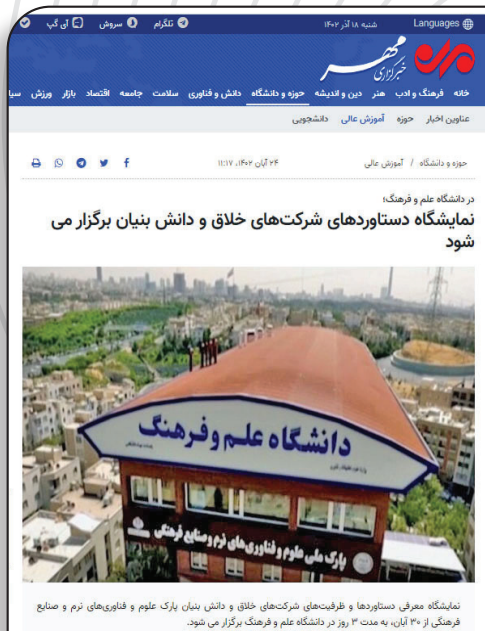 Languages
شنبه ۱۸ آذر ۱۴۰۲
تلگرام
سروش
آی گپ
مهر
خبرگزاری
خانه فرهنگ و ادب هنر دین و اندیشه حوزه و دانشگاه دانش و فناوری سلامت جامعه اقتصاد بازار ورزش سیا
عناوین اخبار حوزه آموزش عالی دانشجویی
حوزه و دانشگاه / آموزش عالی
۲۴ آبان ۱۴۰۲، ۱۱:۱۷
در دانشگاه علم و فرهنگ؛
نمایشگاه دستاوردهای شرکت‌های خلاق و دانش بنیان برگزار می
شود
دانشگاه علم و فرهنگ
پارک ملی علوم و فناوری‌های نرم و صنایع فرهنگی
نمایشگاه معرفی دستاوردها و ظرفیت‌های شرکت‌های خلاق و دانش بنیان پارک علوم و فناوری‌های نرم و صنایع
فرهنگی از ۳۰ آبان، به مدت ۳ روز در دانشگاه علم و فرهنگ برگزار می شود.